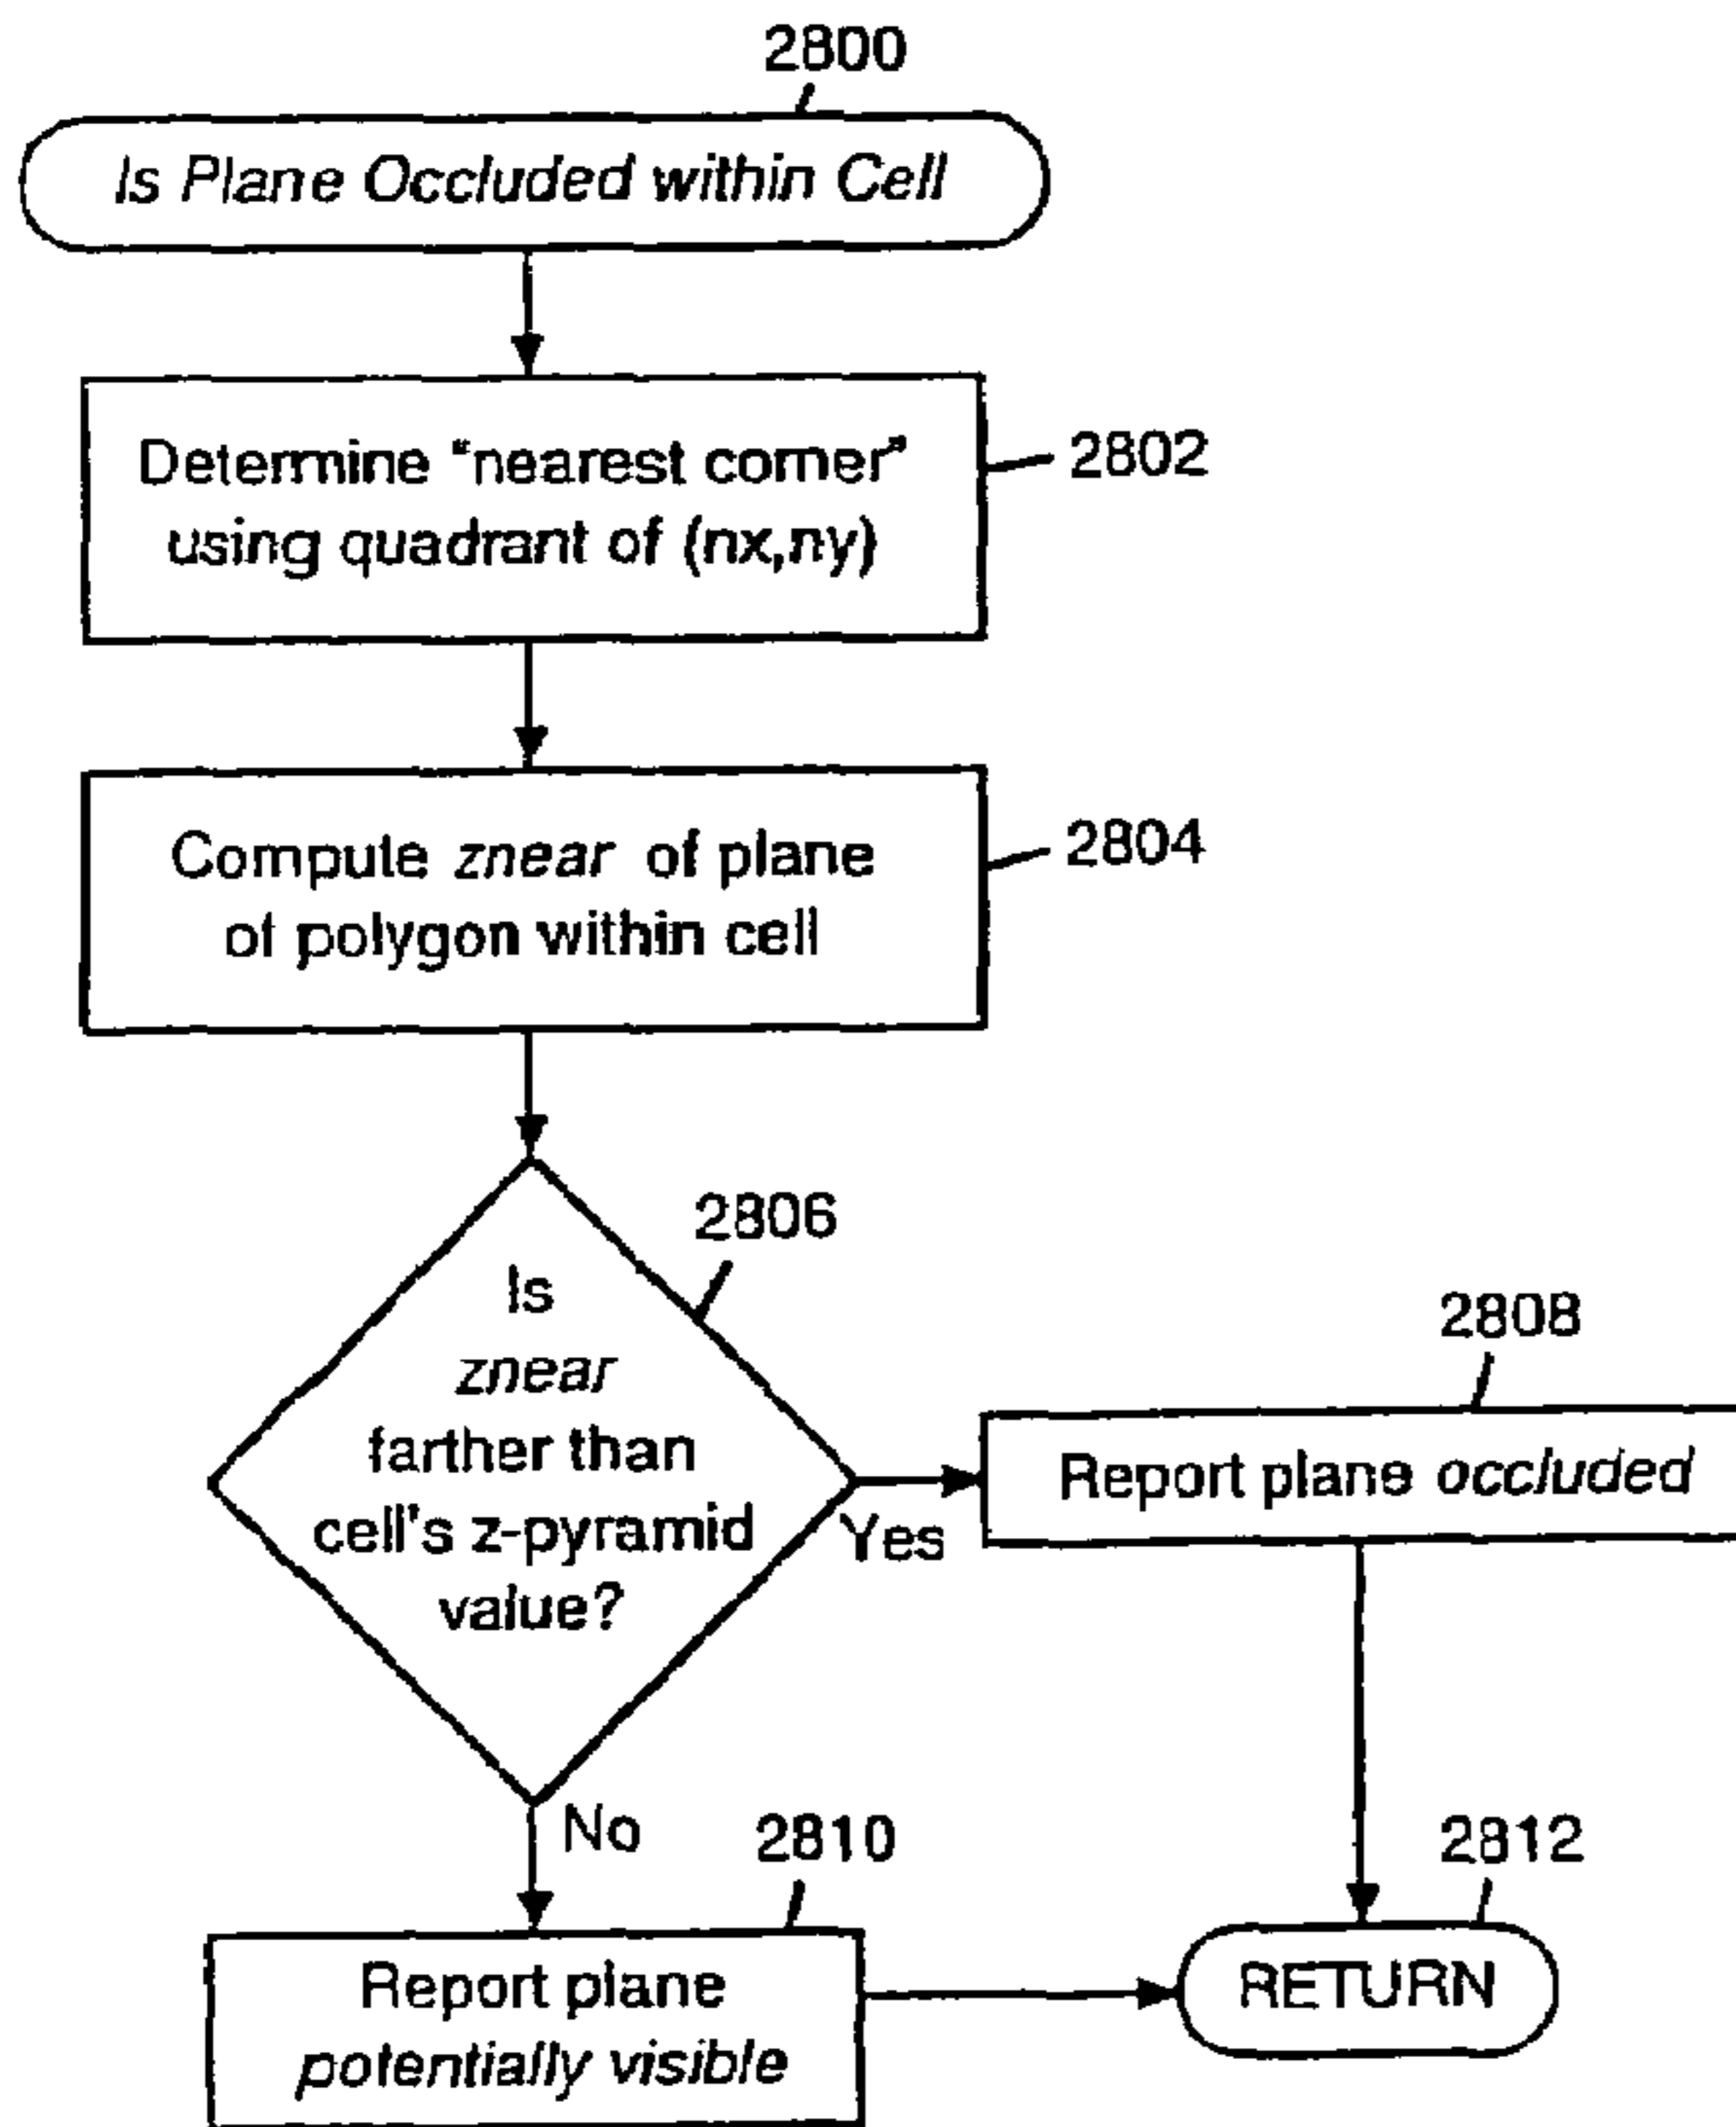 2800
Is Plane Occluded within Cell
Determine "nearest corner"
using quadrant of (nx,ny)
2802
Compute znear of plane
of polygon within cell
2804
2806
Is
znear
farther than
cell's z-pyramid
value?
Yes
2808
Report plane occluded
No
2810
Report plane
potentially visible
2812
RETURN